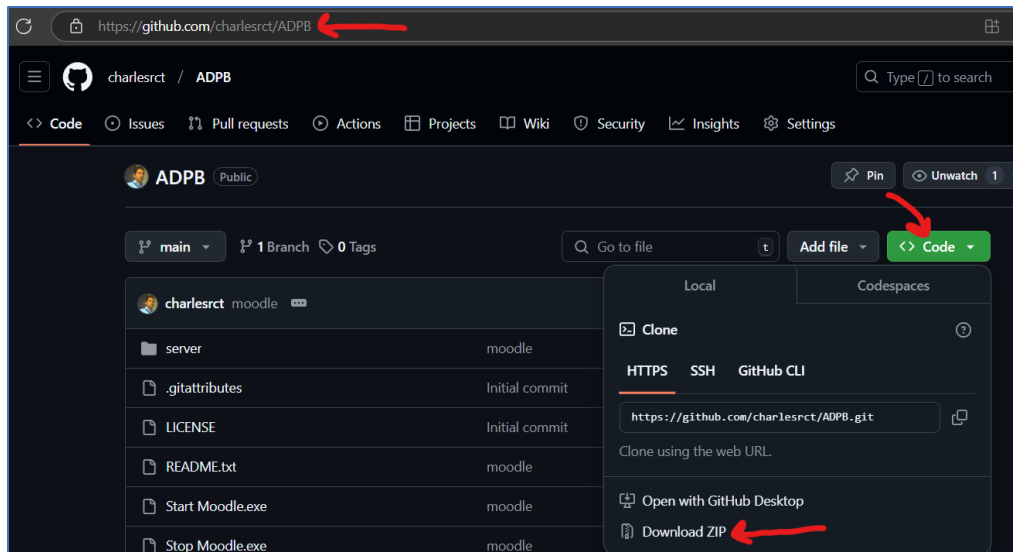 https://github.com/charlesrct/ADPB
charlesrct / ADPB
Type / to search
<> Code Issues Pull requests Actions Projects Wiki Security Insights Settings
ADPB Public
Pin Unwatch 1
main 1 Branch 0 Tags
Go to file t
Add file <> Code
charlesrct moodle
server moodle
.gitattributes Initial commit
LICENSE Initial commit
README.txt moodle
Start Moodle.exe moodle
Stop Moodle.exe moodle
Local Codespaces
Clone
HTTPS SSH GitHub CLI
https://github.com/charlesrct/ADPB.git
Clone using the web URL.
Open with GitHub Desktop
Download ZIP